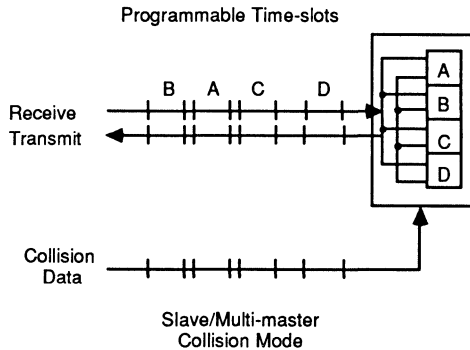 Programmable Time-slots
B A C D
Receive
Transmit
A
B
C
D
Collision
Data
Slave/Multi-master
Collision Mode